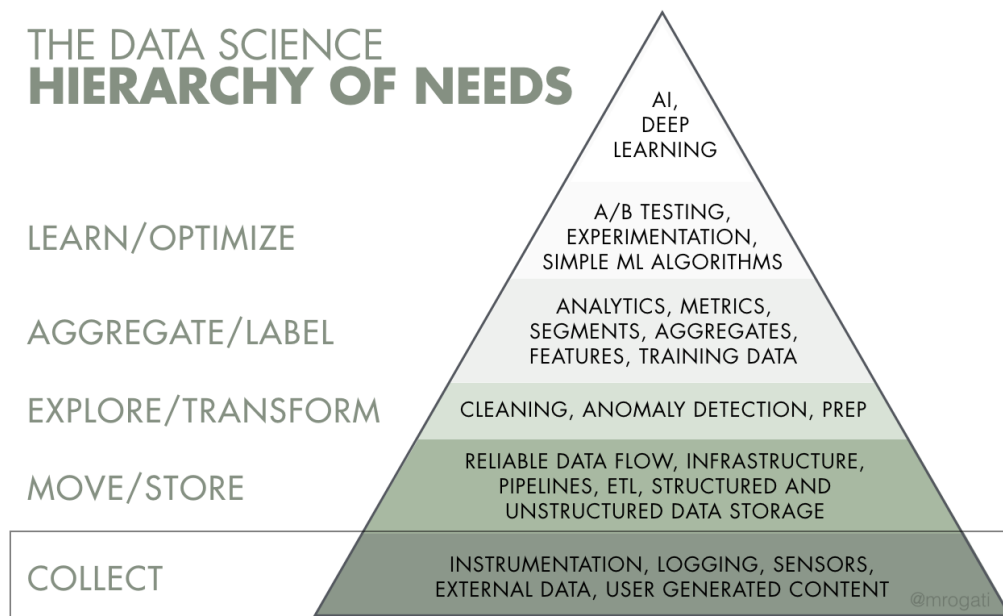 THE DATA SCIENCE
HIERARCHY OF NEEDS
AI,
DEEP
LEARNING
LEARN/OPTIMIZE
A/B TESTING,
EXPERIMENTATION,
SIMPLE ML ALGORITHMS
AGGREGATE/LABEL
ANALYTICS, METRICS,
SEGMENTS, AGGREGATES,
FEATURES, TRAINING DATA
EXPLORE/TRANSFORM
CLEANING, ANOMALY DETECTION, PREP
MOVE/STORE
RELIABLE DATA FLOW, INFRASTRUCTURE,
PIPELINES, ETL, STRUCTURED AND
UNSTRUCTURED DATA STORAGE
COLLECT
INSTRUMENTATION, LOGGING, SENSORS,
EXTERNAL DATA, USER GENERATED CONTENT
@mrogati